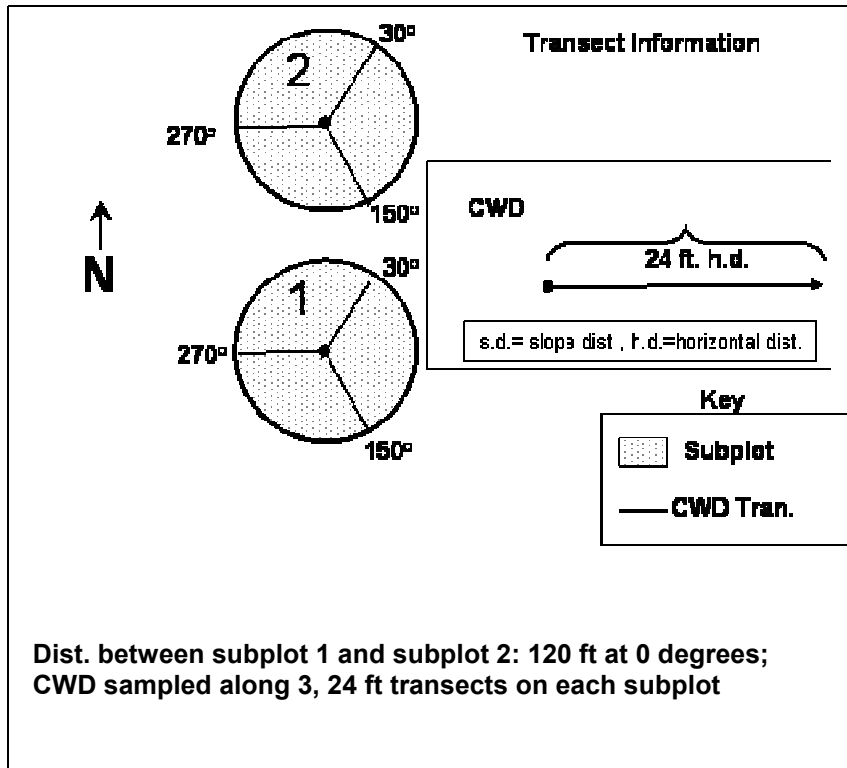 30°
Transect Information
2
270°
150°
CWD
24 ft. h.d.
N
30°
1
270°
s.d.= slope dist , h.d.=horizontal dist.
150°
Key
Subplot
CWD Tran.
Dist. between subplot 1 and subplot 2: 120 ft at 0 degrees;
CWD sampled along 3, 24 ft transects on each subplot